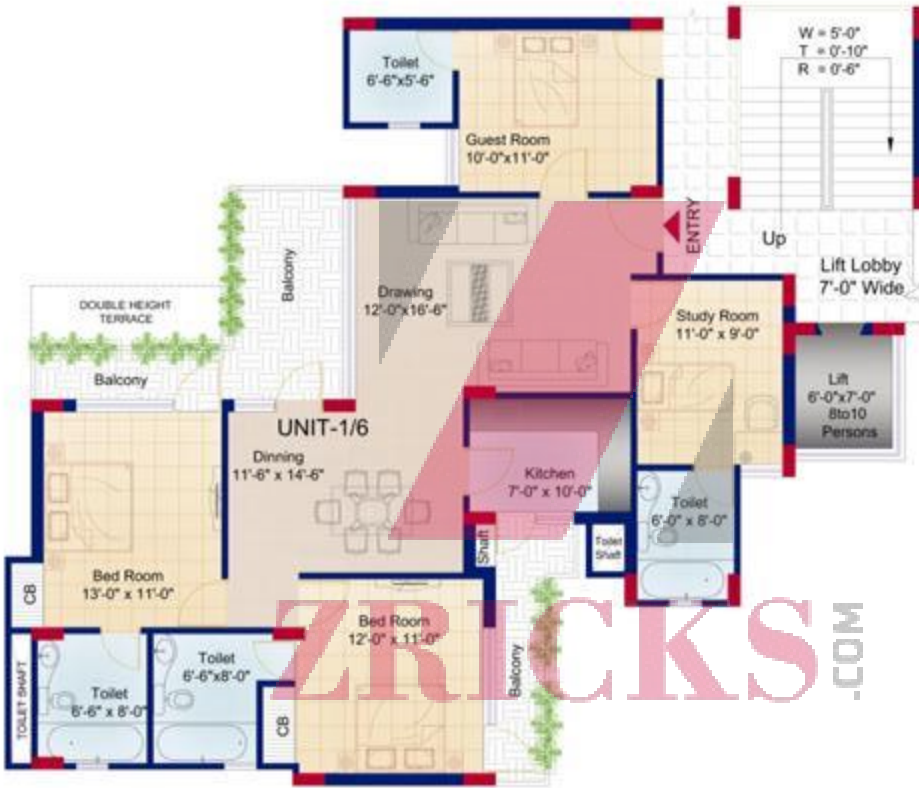 W = 5'-0"
T = 0'-10"
R = 0'-6"
Toilet
6'-6"x5'-6"
Guest Room
10'-0"x11'-0"
ENTRY
Up
Lift Lobby
7'-0" Wide
Balcony
Drawing
12'-0"x16'-6"
DOUBLE HEIGHT
TERRACE
Study Room
11'-0" x 9'-0"
Balcony
Lift
6'-0"x7'-0"
8to10
Persons
UNIT-1/6
Dinning
11'-6" x 14'-6"
Kitchen
7'-0" x 10'-0"
Toilet
6'-0" x 8'-0"
Shaft
Toilet
Shaft
Bed Room
13'-0" x 11'-0"
CB
Bed Room
12'-0" x 11'-0"
ZRICKS.COM
Toilet
6'-6"x8'-0"
Toilet
6'-6" x 8'-0"
TOILET SHAFT
CB
Balcony